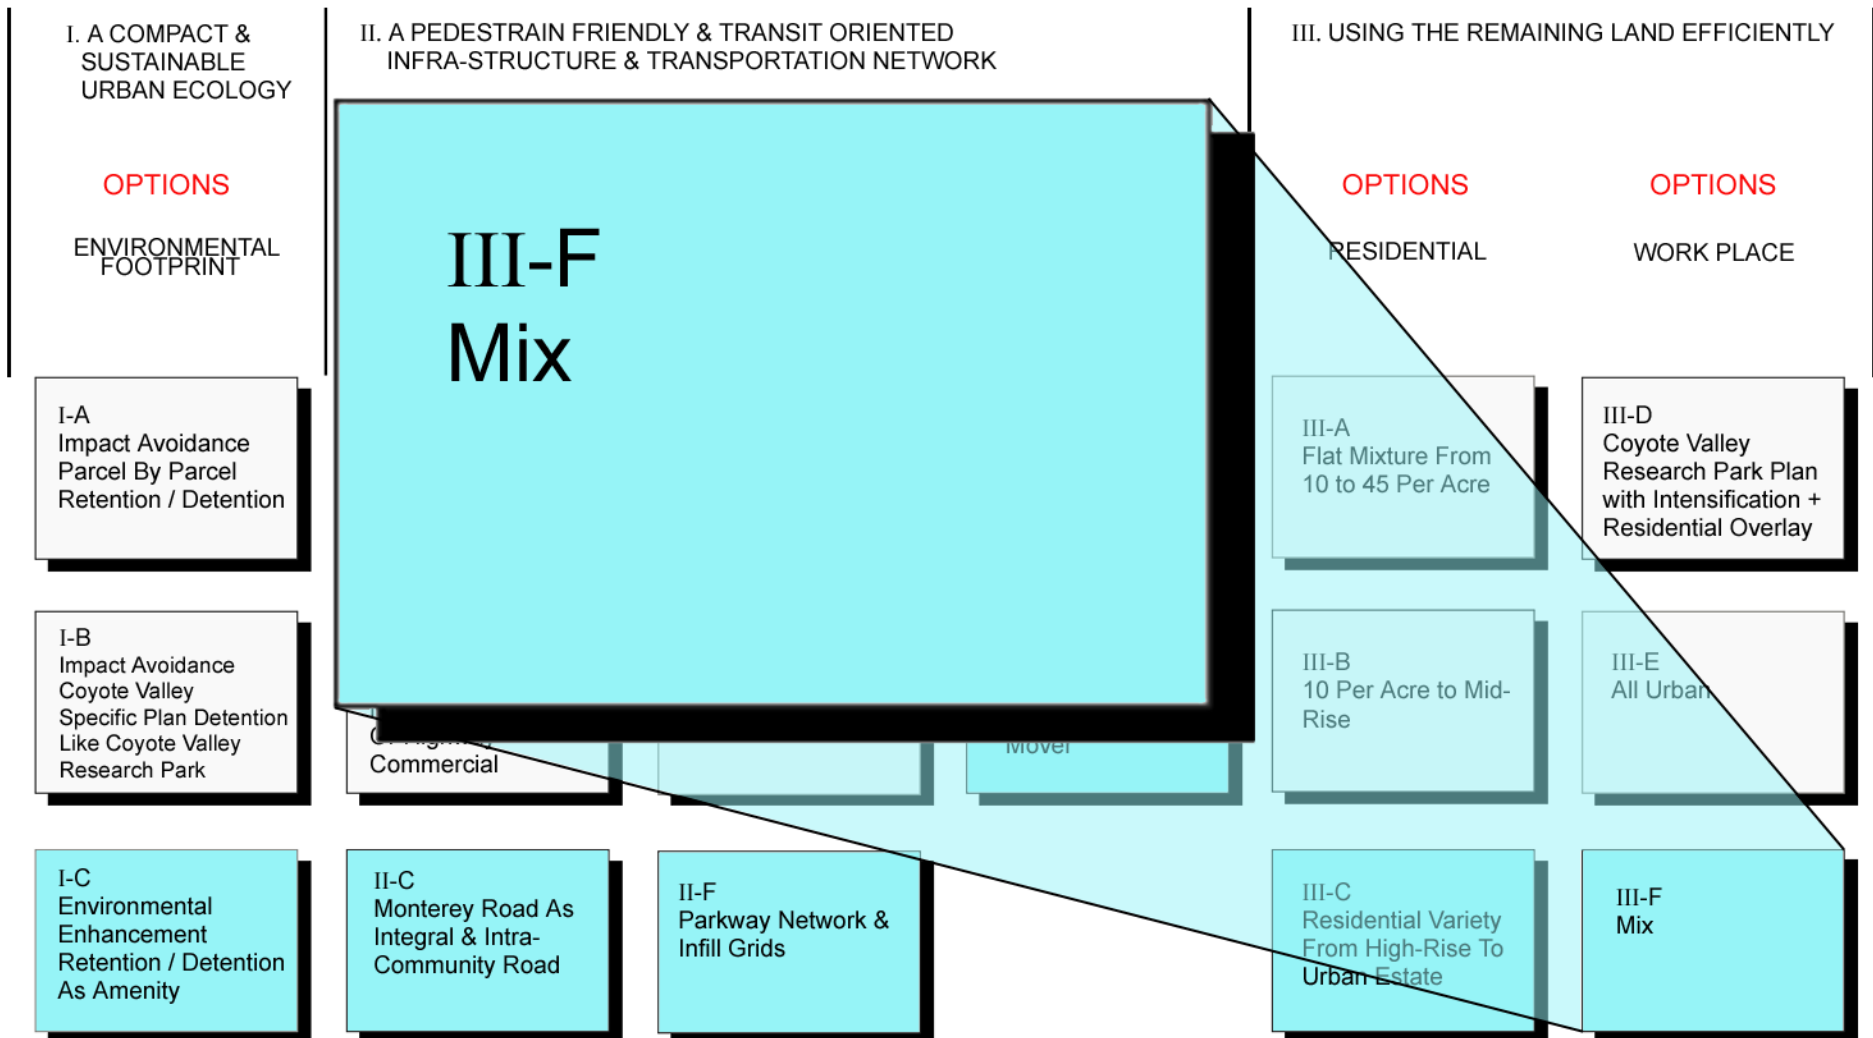 I. A COMPACT &
SUSTAINABLE
URBAN ECOLOGY
OPTIONS
ENVIRONMENTAL
FOOTPRINT
II. A PEDESTRAIN FRIENDLY & TRANSIT ORIENTED
INFRA-STRUCTURE & TRANSPORTATION NETWORK
III. USING THE REMAINING LAND EFFICIENTLY
OPTIONS
RESIDENTIAL
OPTIONS
WORK PLACE
III-F
Mix
I-A
Impact Avoidance
Parcel By Parcel
Retention / Detention
I-B
Impact Avoidance
Coyote Valley
Specific Plan Detention
Like Coyote Valley
Research Park
I-C
Environmental
Enhancement
Retention / Detention
As Amenity
Commercial
II-C
Monterey Road As
Integral & Intra-
Community Road
II-F
Parkway Network &
Infill Grids
Mover
III-A
Flat Mixture From
10 to 45 Per Acre
III-B
10 Per Acre to Mid-
Rise
III-C
Residential Variety
From High-Rise To
Urban Estate
III-D
Coyote Valley
Research Park Plan
with Intensification +
Residential Overlay
III-E
All Urban
III-F
Mix